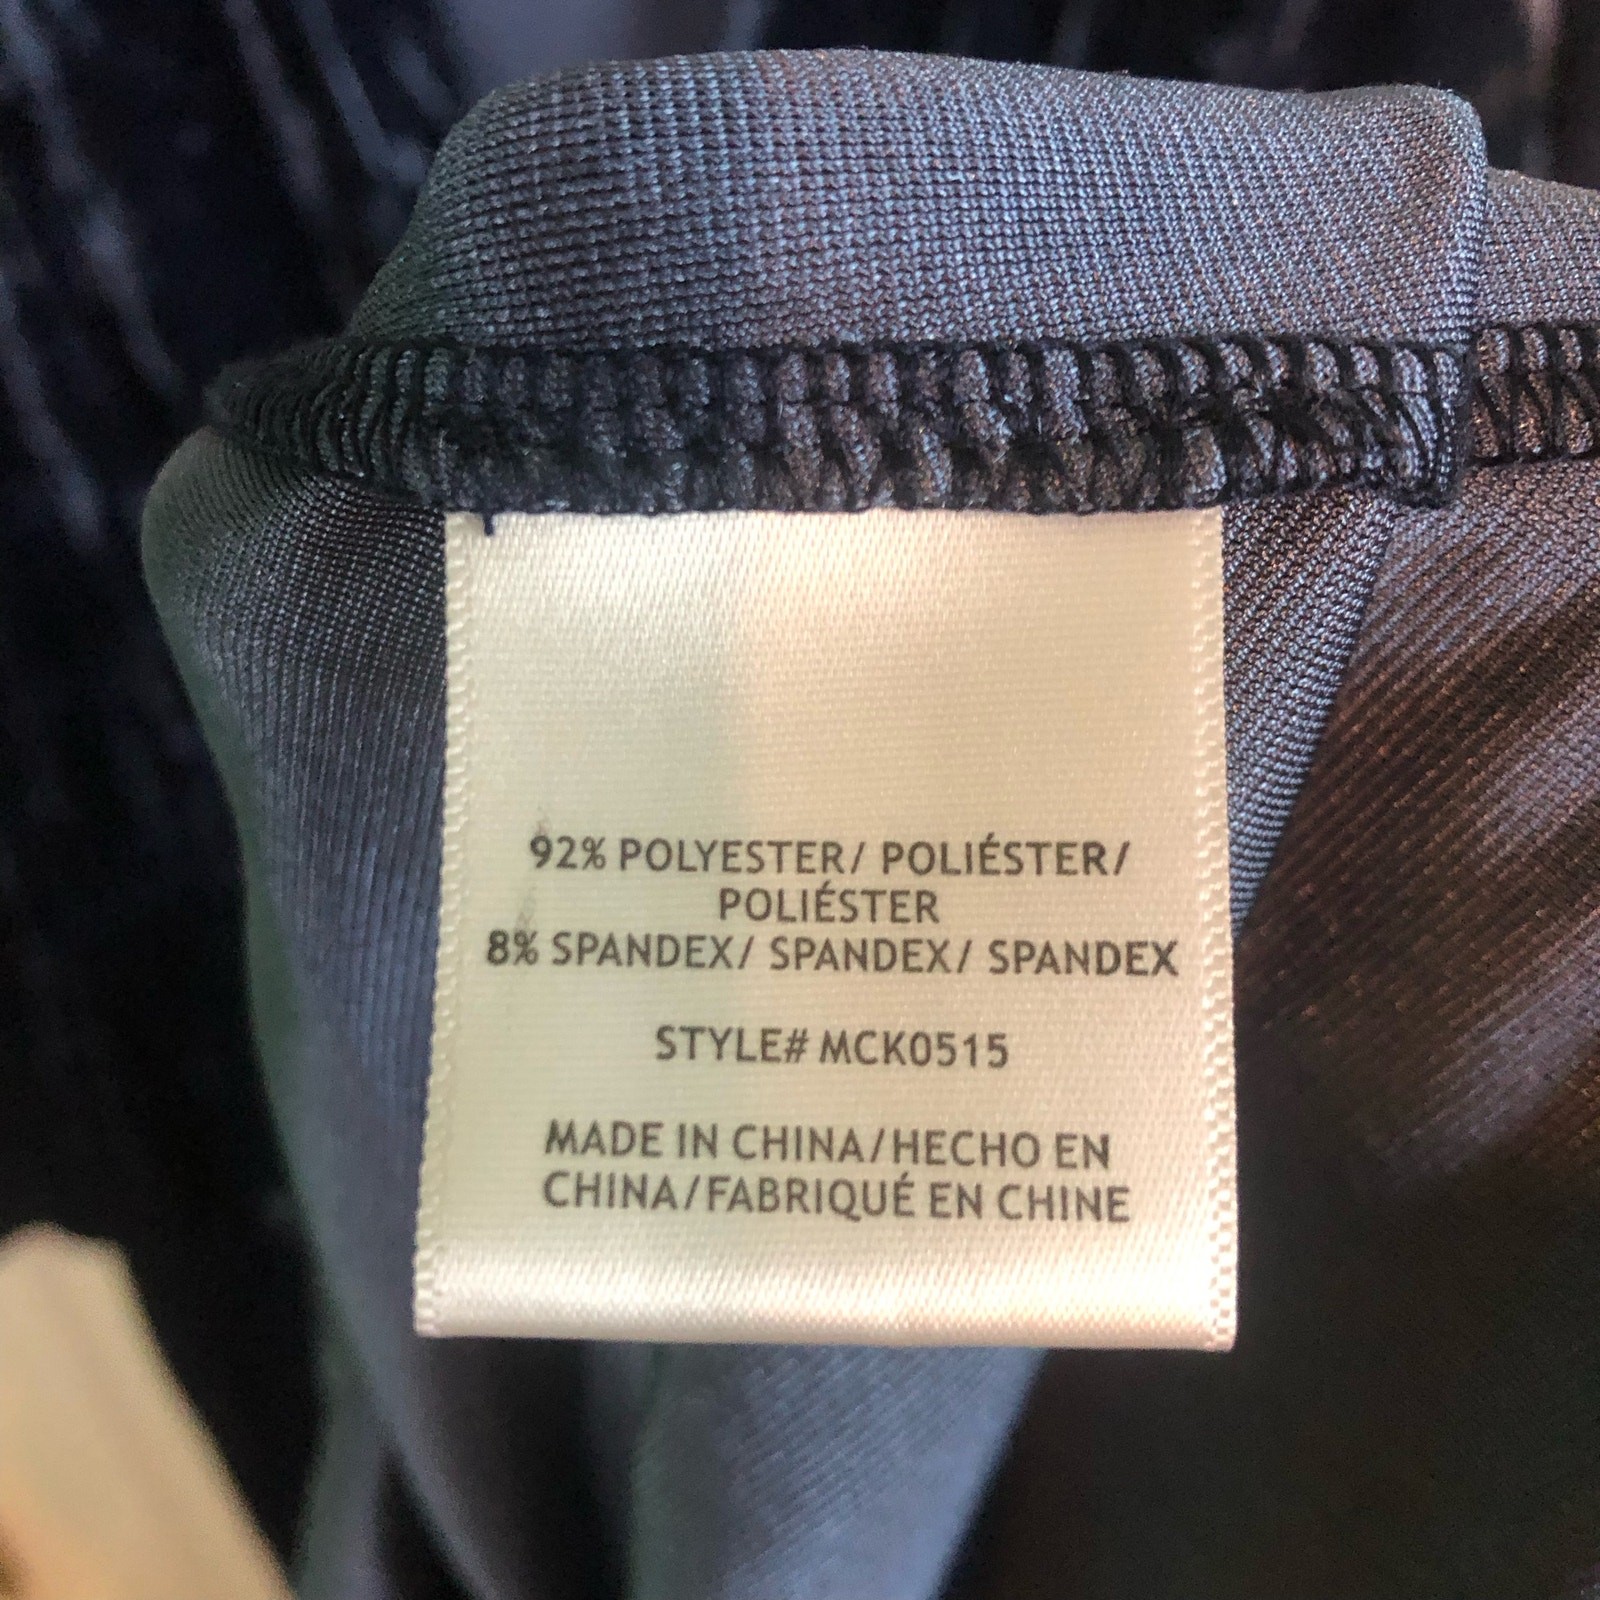 92% POLYESTER/ POLIÉSTER/
POLIÉSTER
8% SPANDEX/ SPANDEX/ SPANDEX
STYLE# MCK0515
MADE IN CHINA/HECHO EN
CHINA/FABRIQUÉ EN CHINE